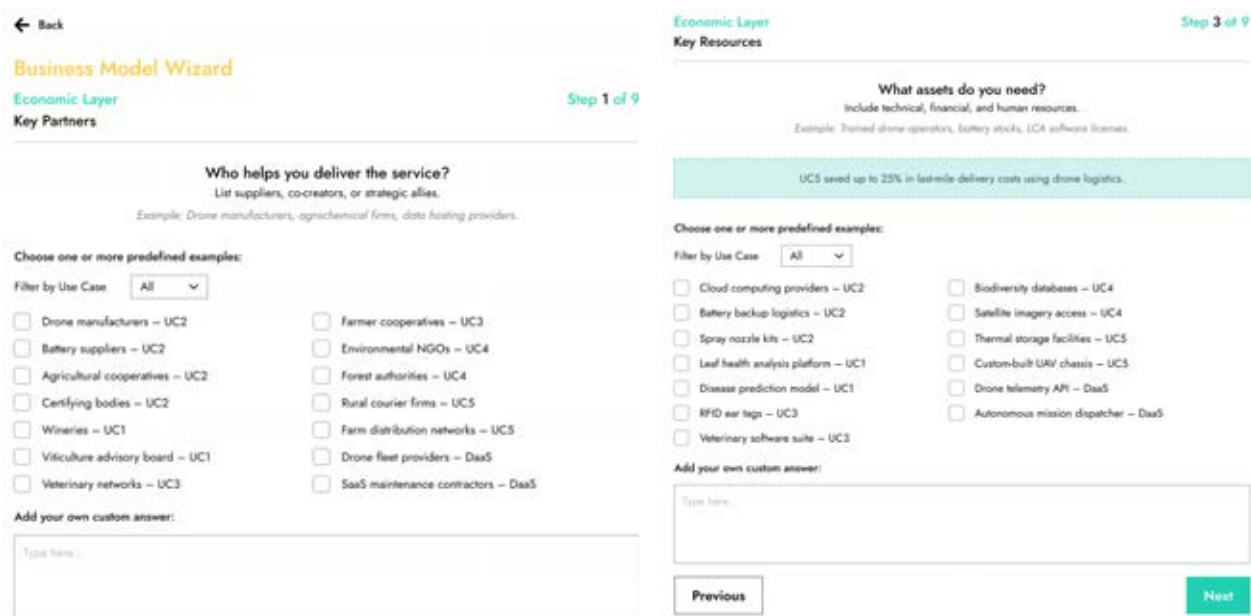 ← Back
Business Model Wizard
Economic Layer
Step 1 of 9
Key Partners
Who helps you deliver the service?
List suppliers, co-creators, or strategic allies.
Example: Drone manufacturers, agrochemical firms, data hosting providers.
Choose one or more predefined examples:
Filter by Use Case All
Drone manufacturers – UC2
Battery suppliers – UC2
Agricultural cooperatives – UC2
Certifying bodies – UC2
Wineries – UC1
Viticulture advisory board – UC1
Veterinary networks – UC3
Farmer cooperatives – UC3
Environmental NGOs – UC4
Forest authorities – UC4
Rural courier firms – UC5
Farm distribution networks – UC5
Drone fleet providers – DaaS
SaaS maintenance contractors – DaaS
Add your own custom answer:
Type here...
Economic Layer
Step 3 of 9
Key Resources
What assets do you need?
Include technical, financial, and human resources.
Example: Trained drone operators, battery stocks, LCA software licenses.
UC5 saved up to 25% in last-mile delivery costs using drone logistics.
Choose one or more predefined examples:
Filter by Use Case All
Cloud computing providers – UC2
Battery backup logistics – UC2
Spray nozzle kits – UC2
Leaf health analysis platform – UC1
Disease prediction model – UC1
RFID ear tags – UC3
Veterinary software suite – UC3
Biodiversity databases – UC4
Satellite imagery access – UC4
Thermal storage facilities – UC5
Custom-built UAV chassis – UC5
Drone telemetry API – DaaS
Autonomous mission dispatcher – DaaS
Add your own custom answer:
Type here...
Previous
Next